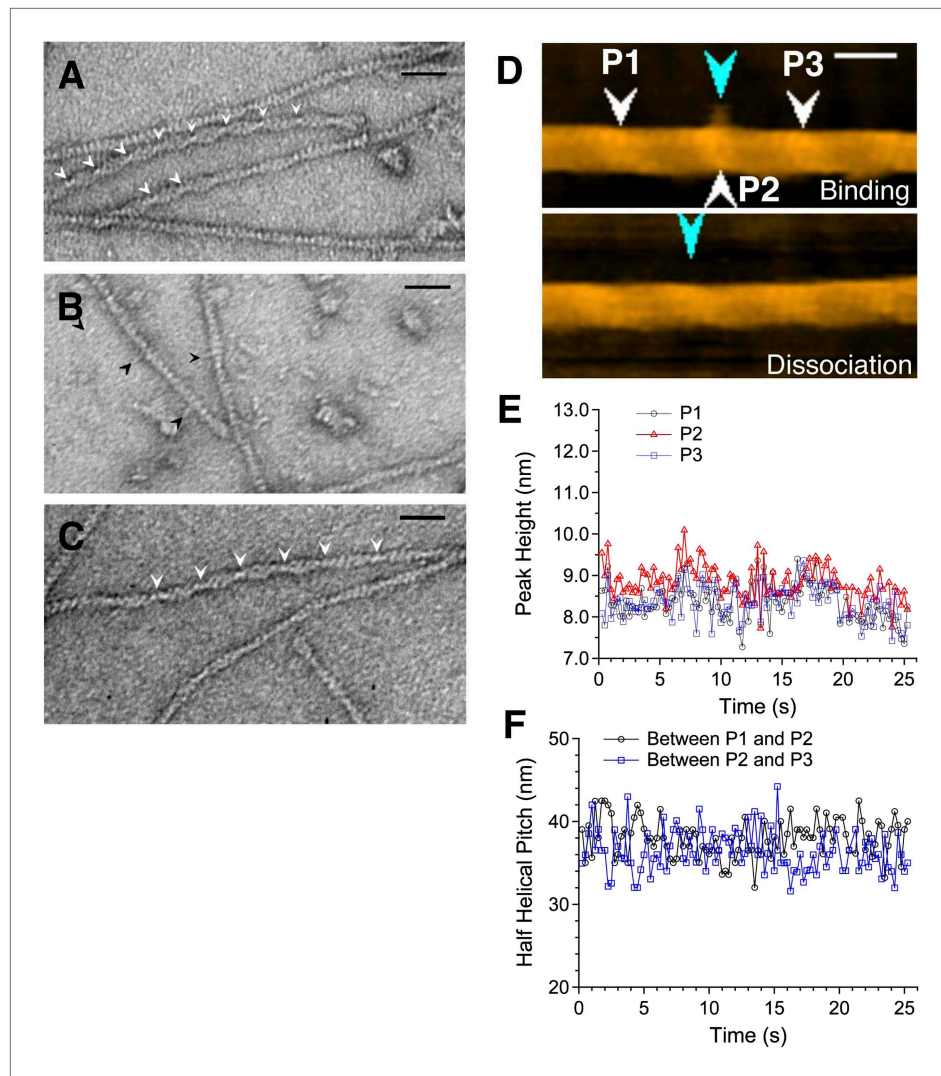 A
B
C
D
P1
P3
P2
Binding
Dissociation
E
P1
P2
P3
Peak Height (nm)
13.0
12.0
11.0
10.0
9.0
8.0
7.0
0 5 10 15 20 25
Time (s)
F
Between P1 and P2
Between P2 and P3
Half Helical Pitch (nm)
50
40
30
20
0 5 10 15 20 25
Time (s)